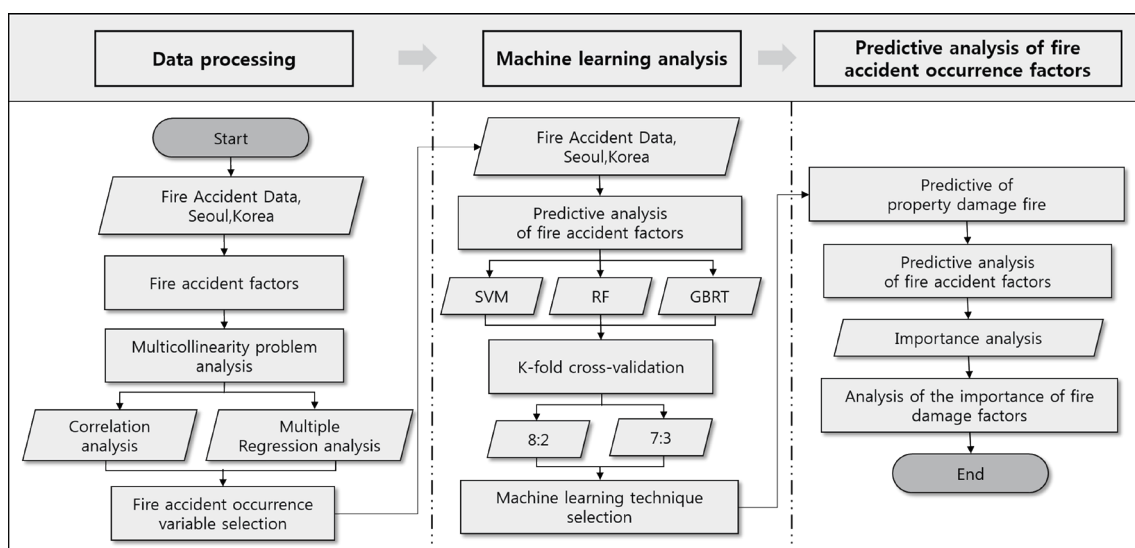 Data processing
Machine learning analysis
Predictive analysis of fire
accident occurrence factors
Start
Fire Accident Data,
Seoul,Korea
Fire accident factors
Multicollinearity problem
analysis
Correlation
analysis
Multiple
Regression analysis
Fire accident occurrence
variable selection
Fire Accident Data,
Seoul,Korea
Predictive analysis
of fire accident factors
SVM
RF
GBRT
K-fold cross-validation
8:2
7:3
Machine learning technique
selection
Predictive of
property damage fire
Predictive analysis
of fire accident factors
Importance analysis
Analysis of the importance of fire
damage factors
End